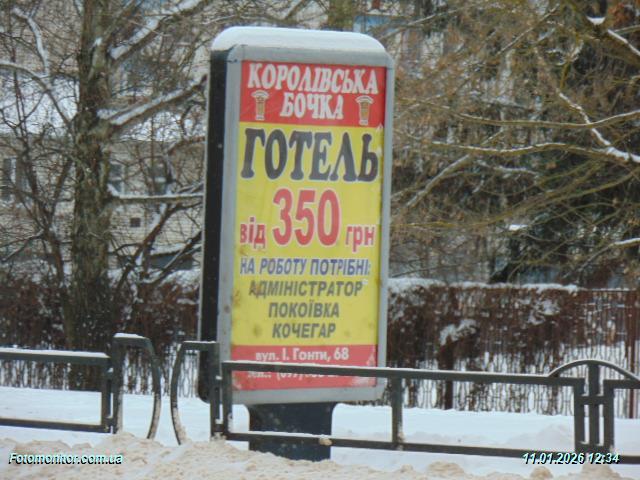 КОРОЛІВСЬКА
БОЧКА
ГОТЕЛЬ
від 350 грн
НА РОБОТУ ПОТРІБНІ:
АДМІНІСТРАТОР
ПОКОЇВКА
КОЧЕГАР
вул. І. Гонти, 68
Fotomonitor.com.ua
11.01.2026 12:34